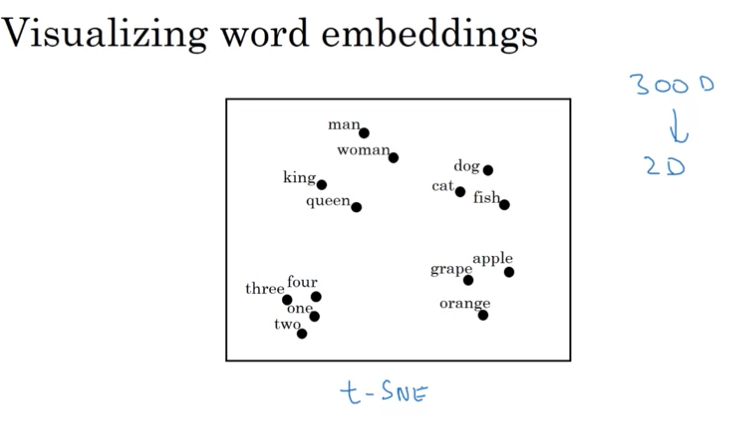 Visualizing word embeddings
300D
2D
man
woman
king
queen
dog
cat
fish
three
four
one
two
grape
apple
orange
t-SNE